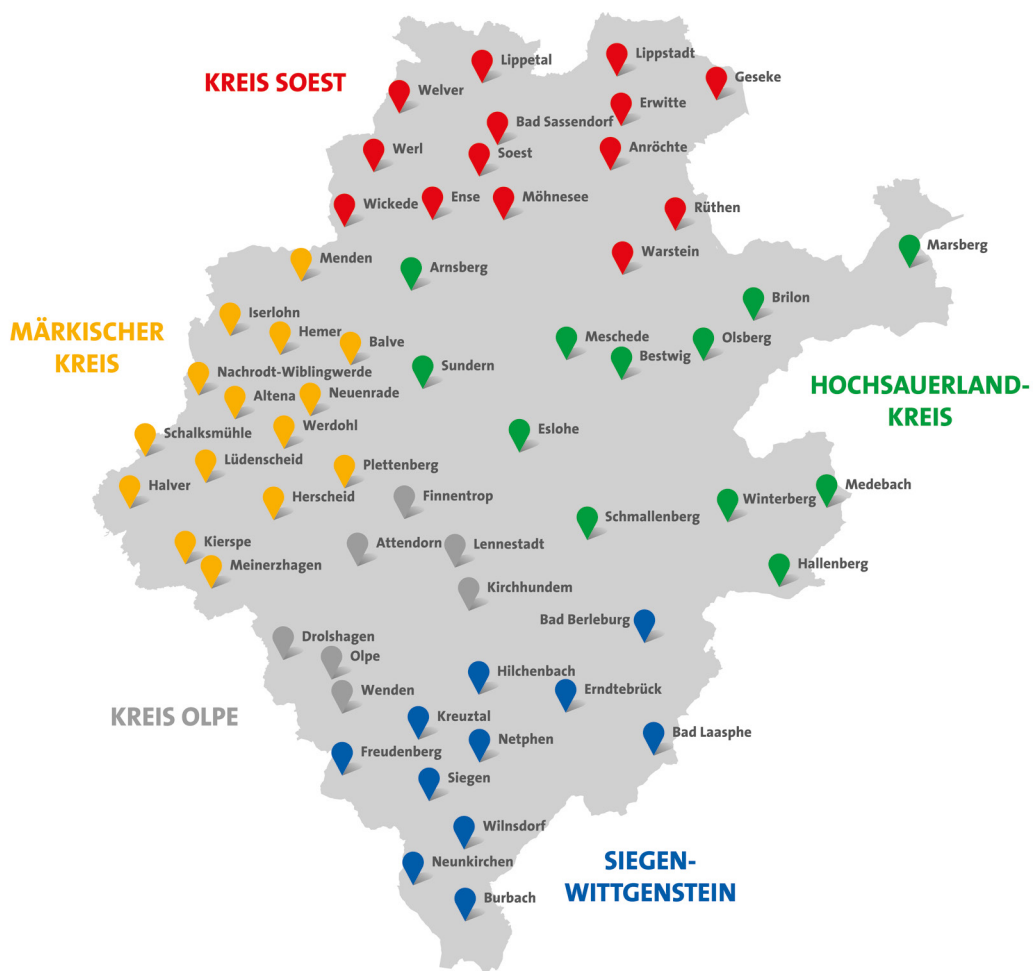 Lippetal
Lippstadt
KREIS SOEST
Geseke
Welver
Erwitte
Bad Sassendorf
Werl
Soest
Anröchte
Wickede
Ense
Möhnesee
Rüthen
Marsberg
Menden
Arnsberg
Warstein
Brilon
Iserlohn
MÄRKISCHER
KREIS
Hemer
Balve
Meschede
Olsberg
Bestwig
Nachrodt-Wiblingwerde
Sundern
HOCHSAUERLAND-
KREIS
Altena
Neuenrade
Schalksmühle
Werdohl
Eslohe
Lüdenscheid
Plettenberg
Halver
Herscheid
Finnentrop
Medebach
Winterberg
Schmallenberg
Kierspe
Attendorn
Lennestadt
Meinerzhagen
Hallenberg
Kirchhundem
Bad Berleburg
Drolshagen
Olpe
Hilchenbach
Wenden
Erndtebrück
KREIS OLPE
Kreuztal
Netphen
Bad Laasphe
Freudenberg
Siegen
Wilnsdorf
Neunkirchen
SIEGEN-
WITTGENSTEIN
Burbach